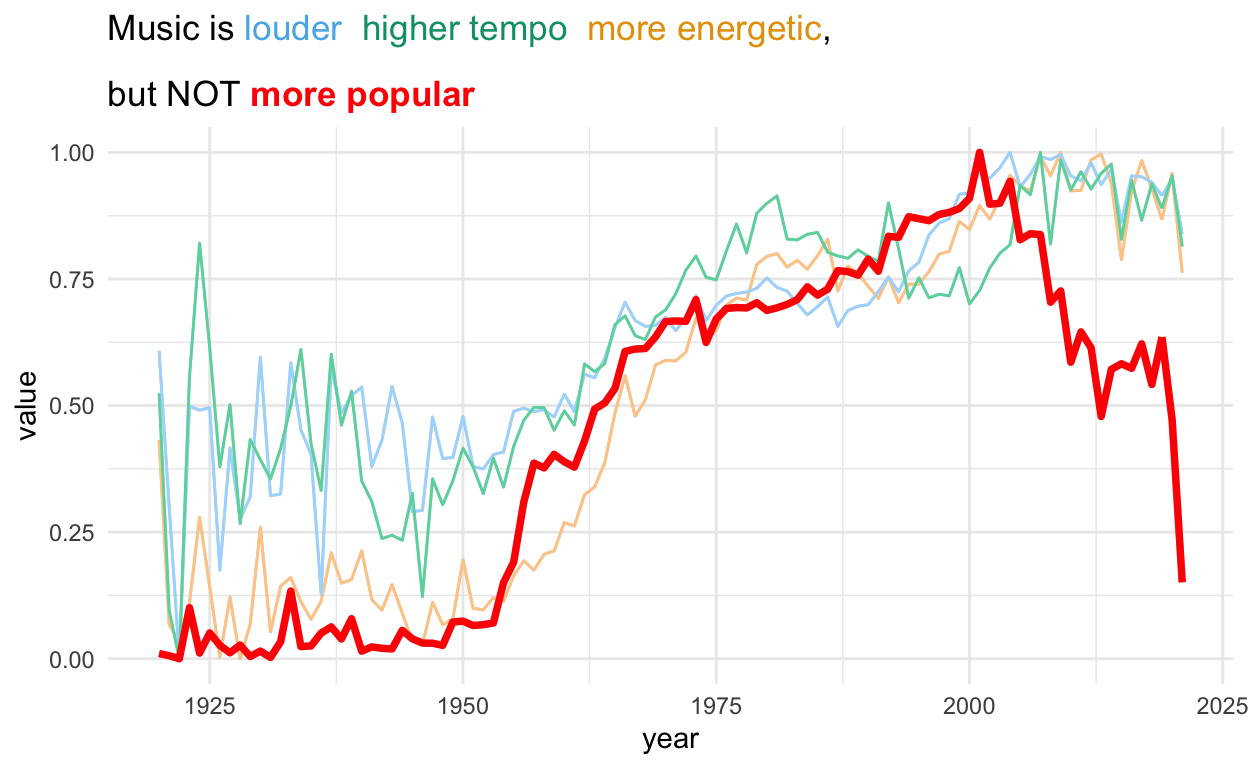 Music is louder higher tempo more energetic,
but NOT more popular
1.00
0.75
0.50
0.25
0.00
value
1925 1950 1975 2000 2025
year